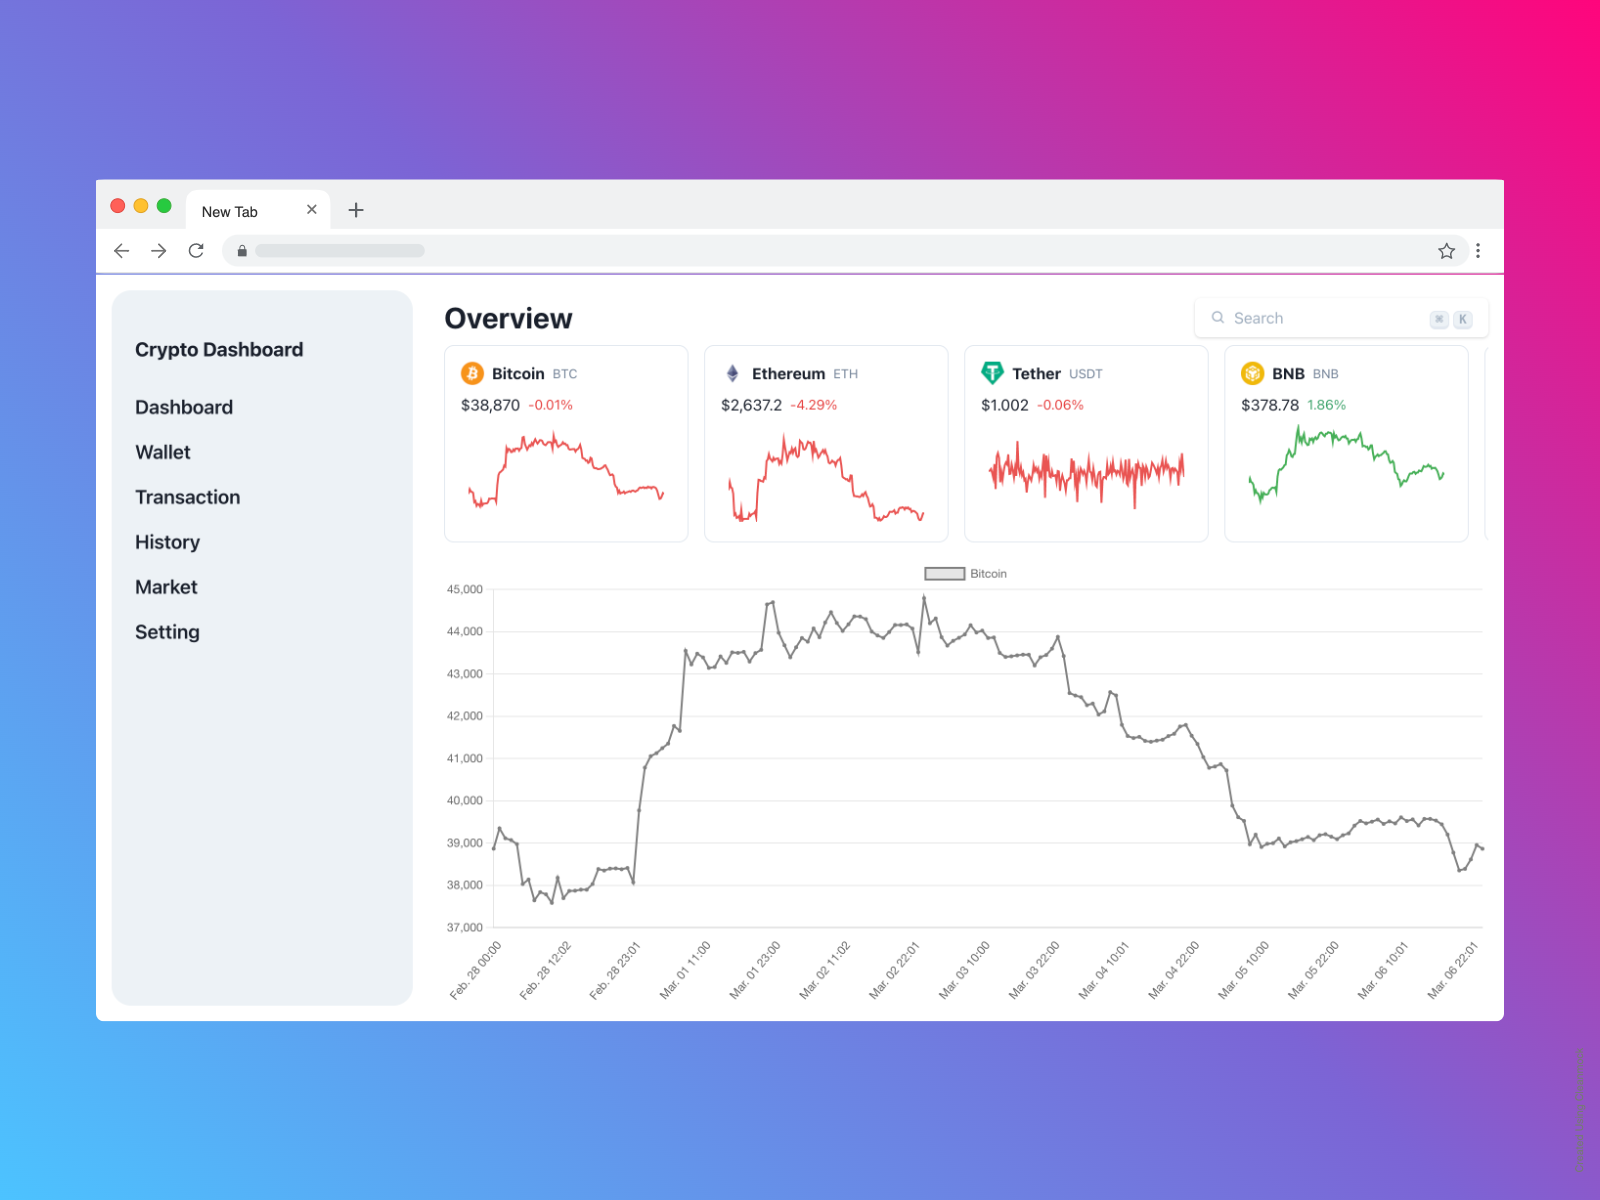 New Tab
Crypto Dashboard
Dashboard
Wallet
Transaction
History
Market
Setting
Overview
Search
⌘ K
Bitcoin BTC
$38,870 -0.01%
Ethereum ETH
$2,637.2 -4.29%
Tether USDT
$1.002 -0.06%
BNB BNB
$378.78 1.86%
Bitcoin
45,000
44,000
43,000
42,000
41,000
40,000
39,000
38,000
37,000
Feb. 28 00:00
Feb. 28 12:02
Feb. 28 23:01
Mar. 01 11:00
Mar. 01 23:00
Mar. 02 11:02
Mar. 02 22:01
Mar. 03 10:00
Mar. 03 22:00
Mar. 04 10:01
Mar. 04 22:00
Mar. 05 10:00
Mar. 05 22:00
Mar. 06 10:01
Mar. 06 22:01